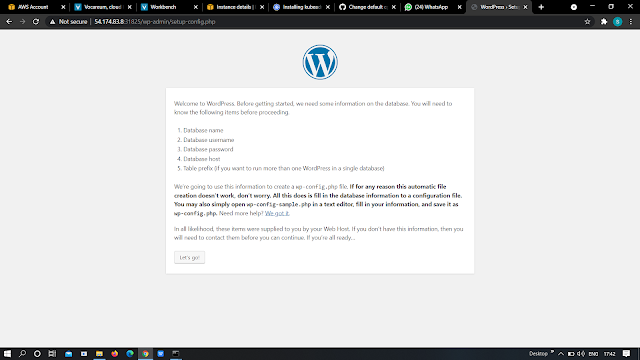 AWS Account
Vocareum, cloud
Workbench
Instance details |
Installing kubead
Change default c
(24) WhatsApp
WordPress › Setu
Not secure | 54.174.83.8:31825/wp-admin/setup-config.php
S
Welcome to WordPress. Before getting started, we need some information on the database. You will need to
know the following items before proceeding.
1. Database name
2. Database username
3. Database password
4. Database host
5. Table prefix (if you want to run more than one WordPress in a single database)
We're going to use this information to create a wp-config.php file. If for any reason this automatic file
creation doesn't work, don't worry. All this does is fill in the database information to a configuration file.
You may also simply open wp-config-sample.php in a text editor, fill in your information, and save it as
wp-config.php. Need more help? We got it.
In all likelihood, these items were supplied to you by your Web Host. If you don't have this information, then you
will need to contact them before you can continue. If you're all ready...
Let's go!
Desktop
ENG
17:42